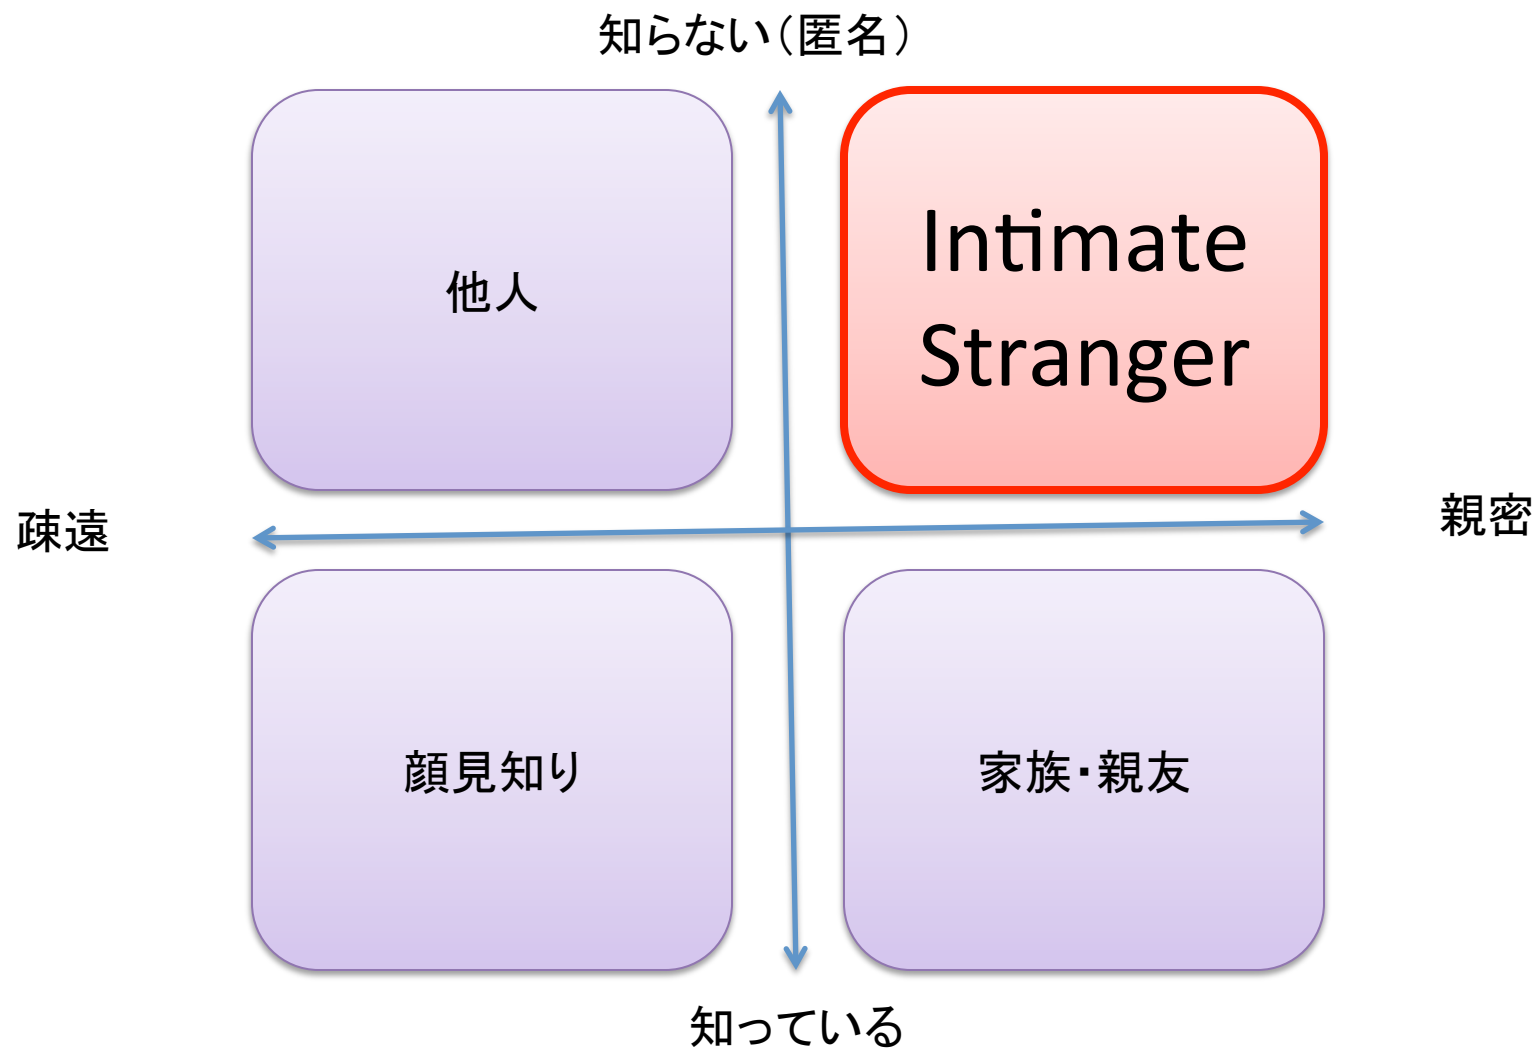 知らない（匿名）
他人
Intimate
Stranger
疎遠
親密
顔見知り
家族・親友
知っている